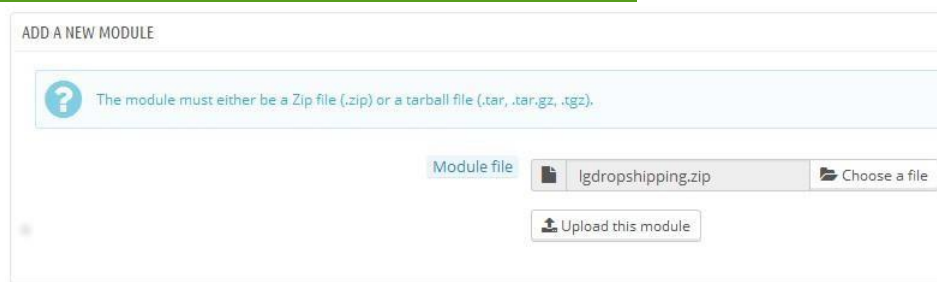 ADD A NEW MODULE
The module must either be a Zip file (.zip) or a tarball file (.tar, .tar.gz, .tgz).
Module file lgdropshipping.zip Choose a file
Upload this module